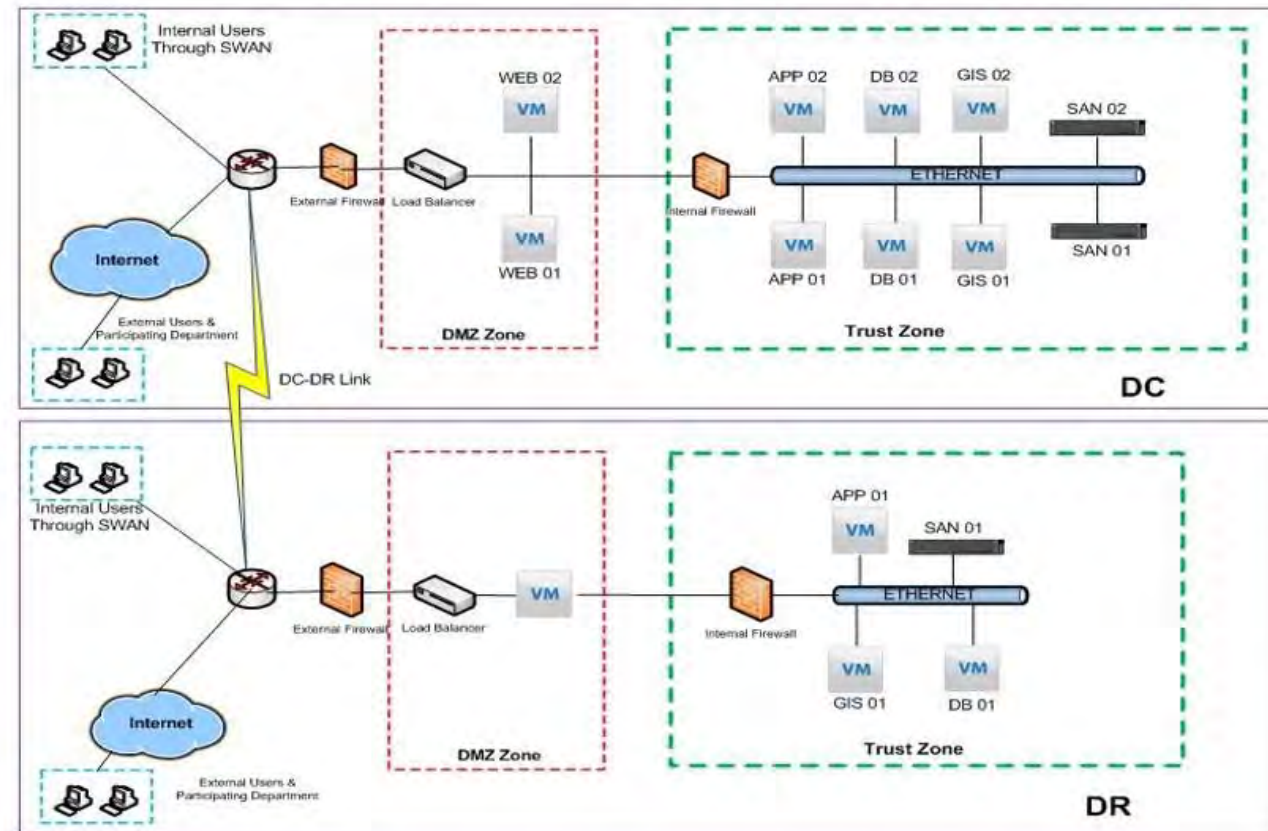 Internal Users
Through SWAN
WEB 02
VM
APP 02
DB 02
GIS 02
VM
VM
VM
SAN 02
ETHERNET
External Firewall
Load Balancer
Internal Firewall
VM
WEB 01
VM
VM
VM
APP 01
DB 01
GIS 01
SAN 01
Internet
External Users &
Participating Department
DMZ Zone
Trust Zone
DC-DR Link
DC
Internal Users
Through SWAN
APP 01
VM
SAN 01
ETHERNET
VM
External Firewall
Load Balancer
Internal Firewall
VM
VM
GIS 01
DB 01
Internet
DMZ Zone
Trust Zone
External Users &
Participating Department
DR